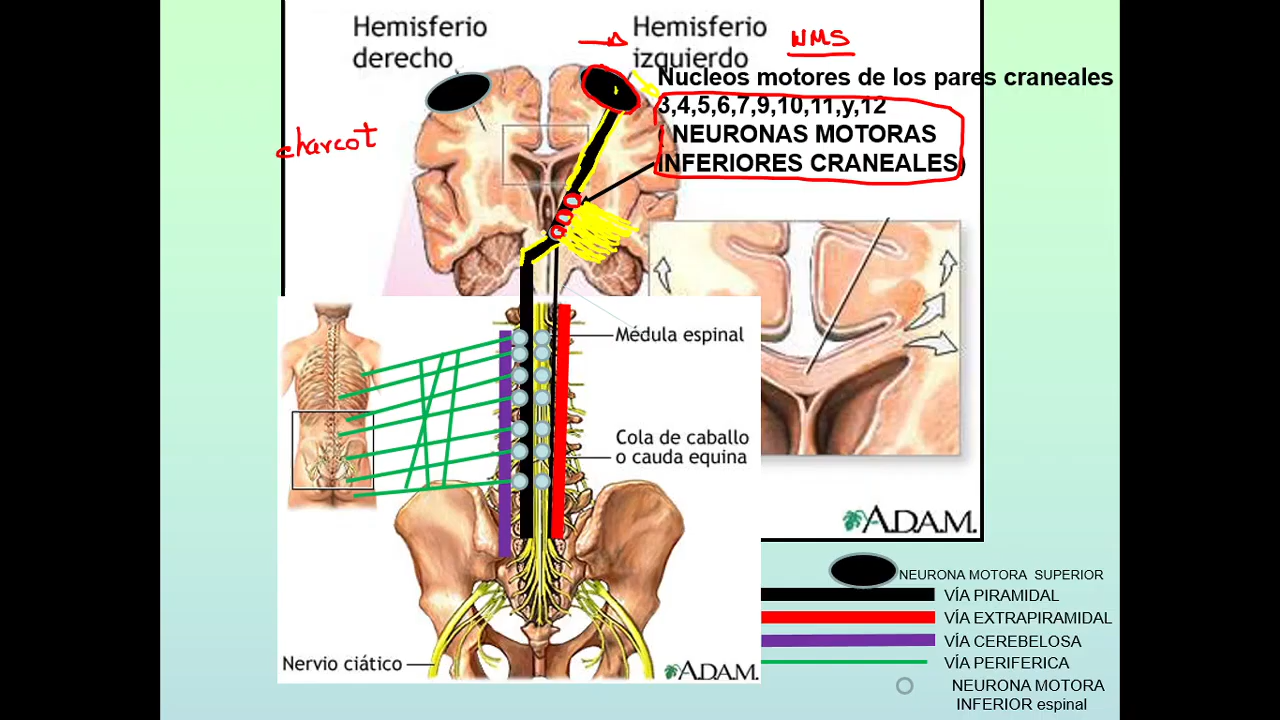 Hemisferio
derecho
Hemisferio
izquierdo
NMS
Nucleos motores de los pares craneales
3,4,5,6,7,9,10,11,y,12
( NEURONAS MOTORAS
INFERIORES CRANEALES)
charcot
Médula espinal
Cola de caballo
o cauda equina
Nervio ciático
A.D.A.M.
A.D.A.M.
NEURONA MOTORA SUPERIOR
VÍA PIRAMIDAL
VÍA EXTRAPIRAMIDAL
VÍA CEREBELOSA
VÍA PERIFERICA
NEURONA MOTORA
INFERIOR espinal